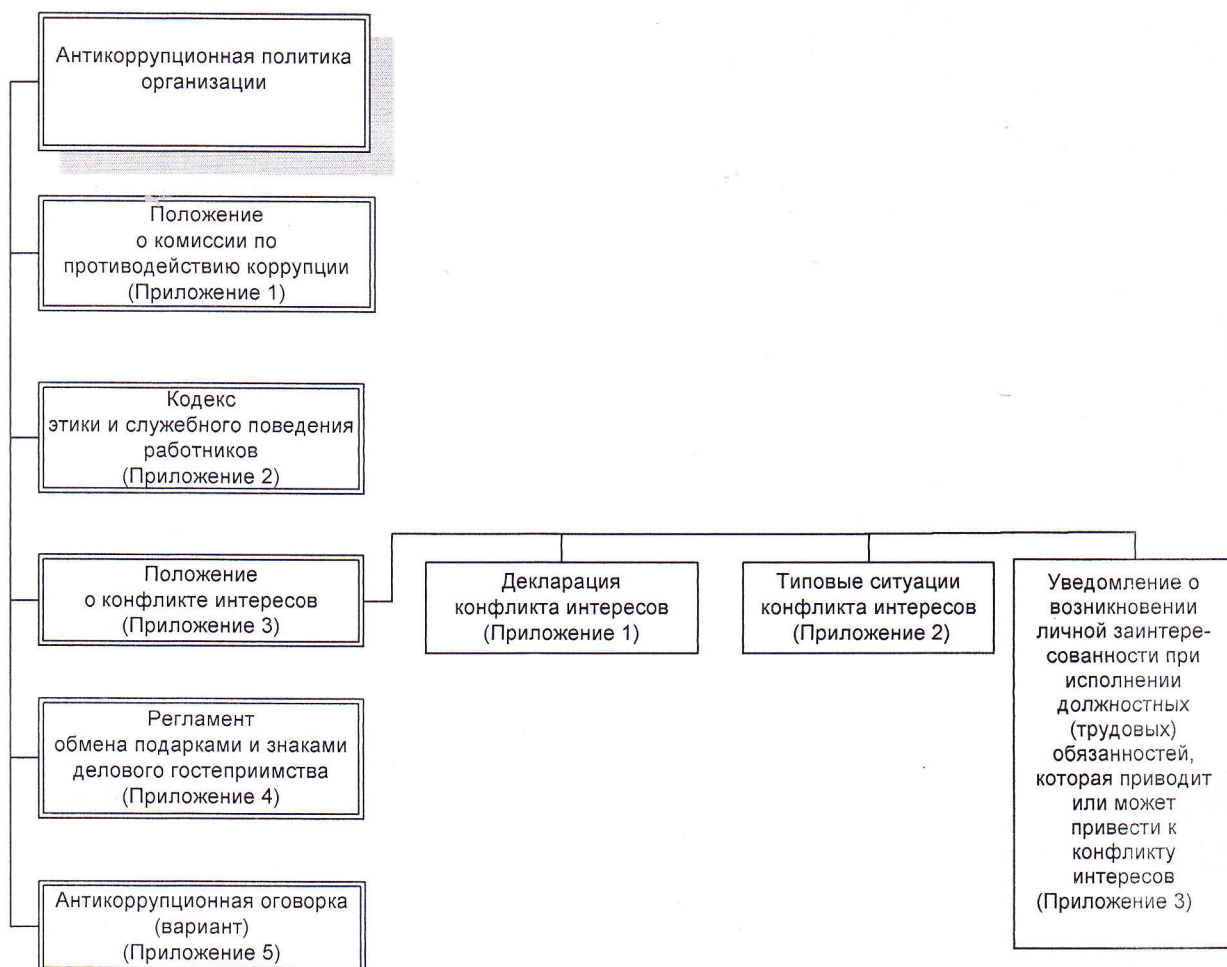 Антикоррупционная политика
организации
Положение
о комиссии по
противодействию коррупции
(Приложение 1)
Кодекс
этики и служебного поведения
работников
(Приложение 2)
Положение
о конфликте интересов
(Приложение 3)
Декларация
конфликта интересов
(Приложение 1)
Типовые ситуации
конфликта интересов
(Приложение 2)
Уведомление о
возникновении
личной заинтере-
сованности при
исполнении
должностных
(трудовых)
обязанностей,
которая приводит
или может
привести к
конфликту
интересов
(Приложение 3)
Регламент
обмена подарками и знаками
делового гостеприимства
(Приложение 4)
Антикоррупционная оговорка
(вариант)
(Приложение 5)